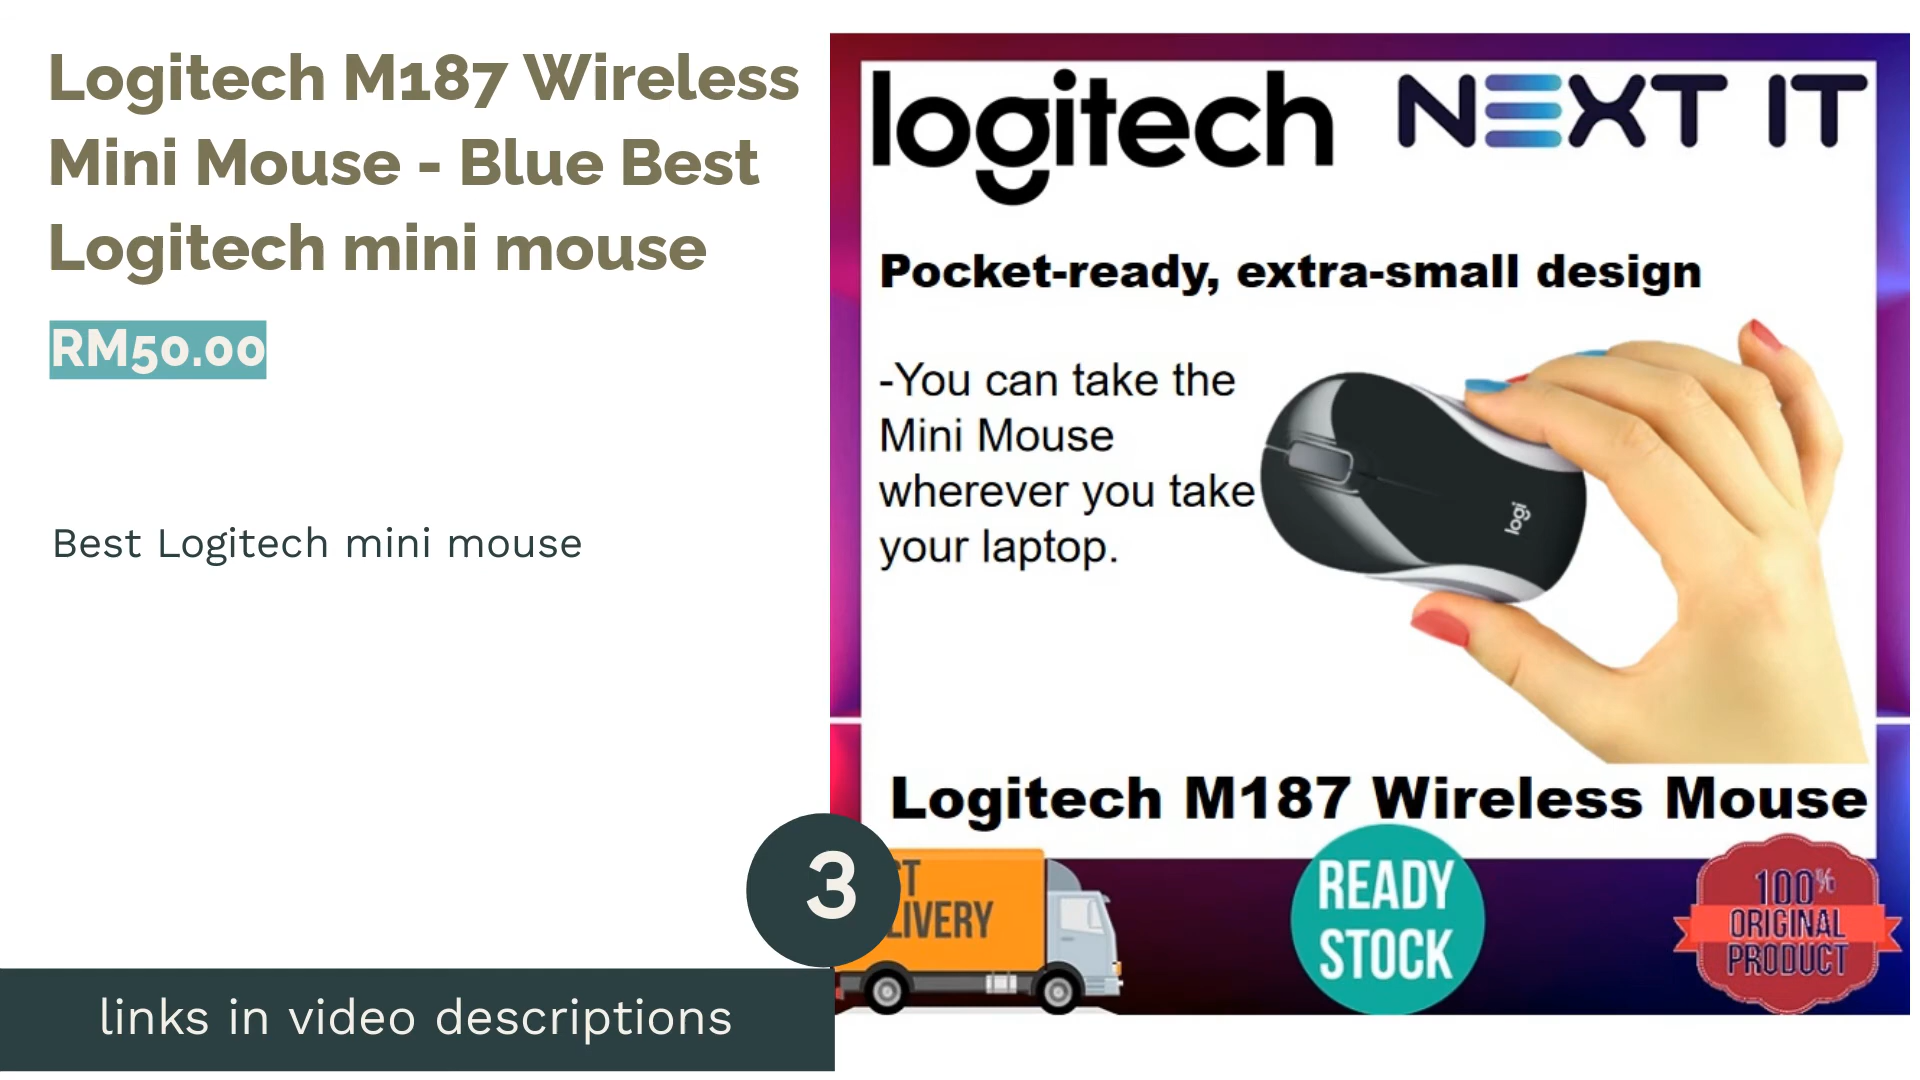 Logitech M187 Wireless
Mini Mouse - Blue Best
Logitech mini mouse
RM50.00
Best Logitech mini mouse
links in video descriptions
3
logitech
NEXT IT
Pocket-ready, extra-small design
-You can take the
Mini Mouse
wherever you take
your laptop.
logi
Logitech M187 Wireless Mouse
READY
STOCK
100%
ORIGINAL
PRODUCT